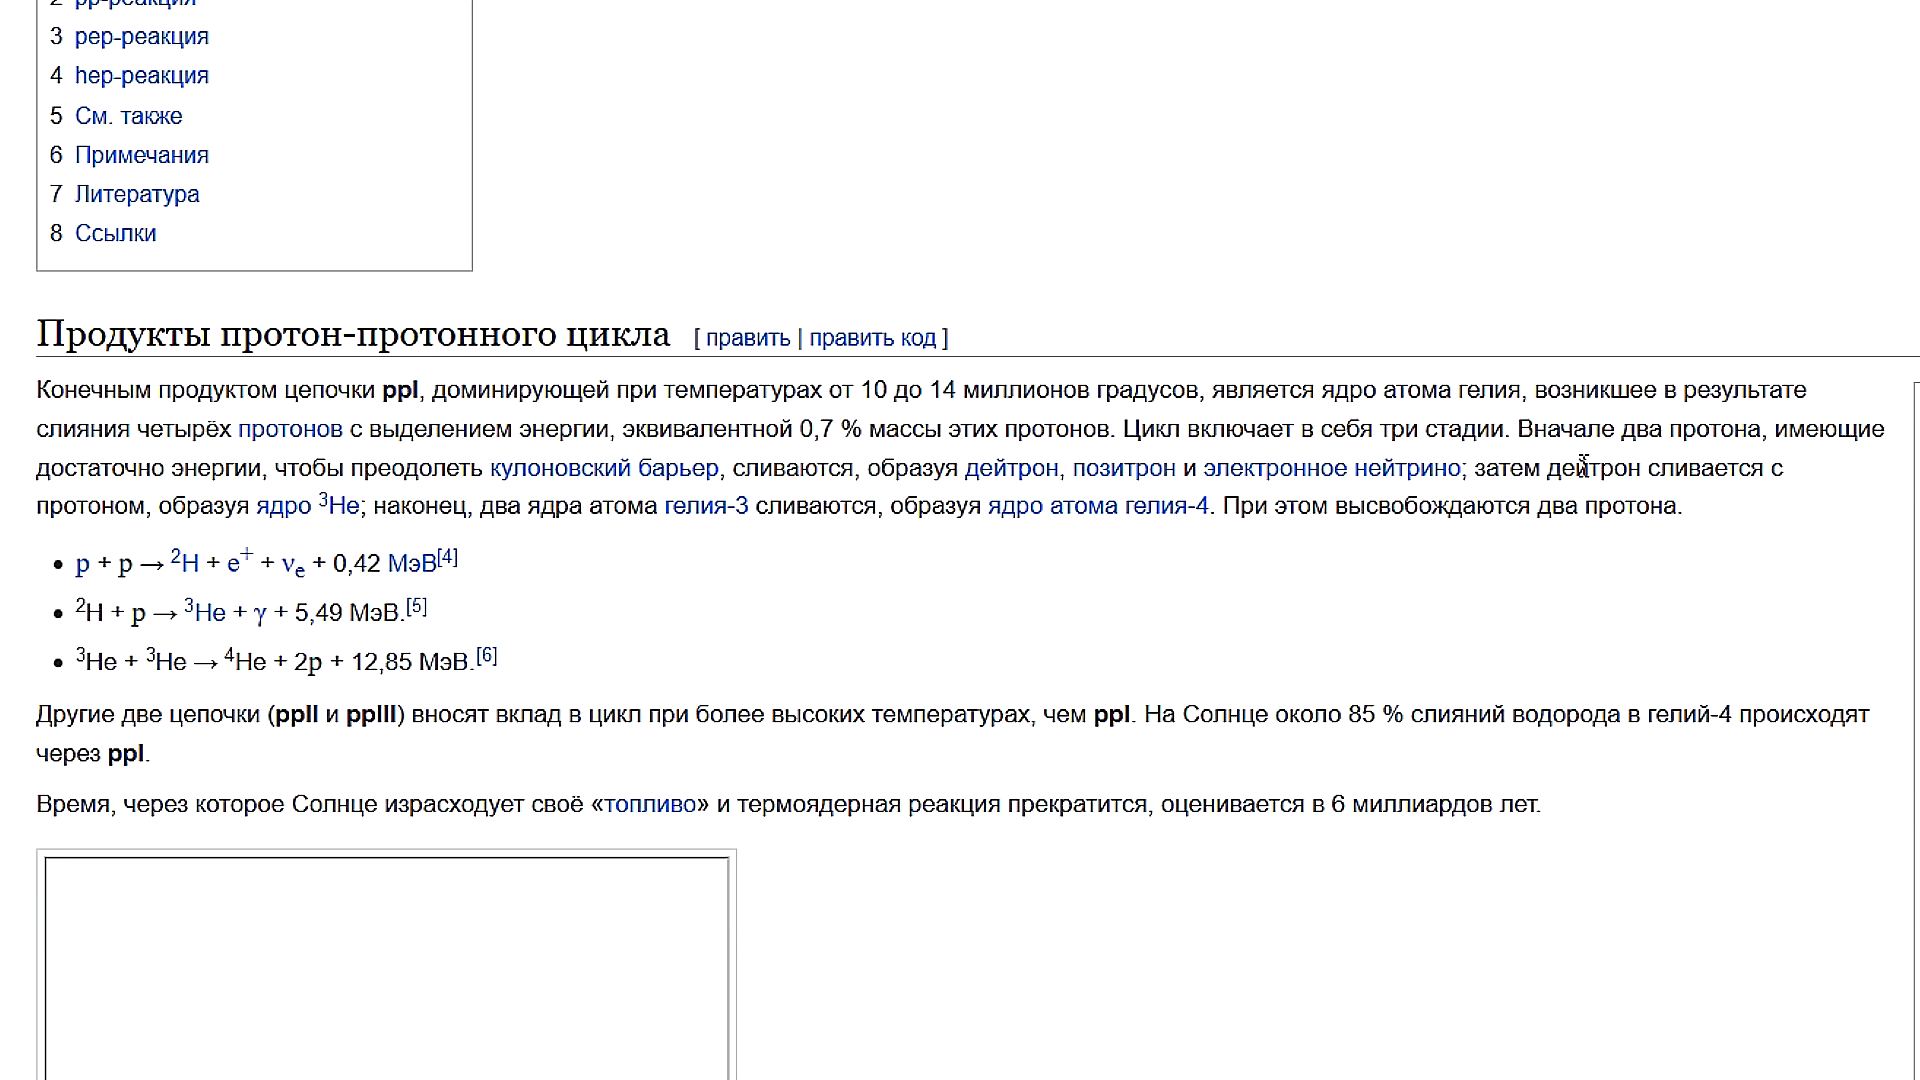 2 pp-реакция
3 pep-реакция
4 hep-реакция
5 См. также
6 Примечания
7 Литература
8 Ссылки
Продукты протон-протонного цикла [ править | править код ]
Конечным продуктом цепочки ppI, доминирующей при температурах от 10 до 14 миллионов градусов, является ядро атома гелия, возникшее в результате
слияния четырёх протонов с выделением энергии, эквивалентной 0,7 % массы этих протонов. Цикл включает в себя три стадии. Вначале два протона, имеющие
достаточно энергии, чтобы преодолеть кулоновский барьер, сливаются, образуя дейтрон, позитрон и электронное нейтрино; затем дейтрон сливается с
протоном, образуя ядро ³He; наконец, два ядра атома гелия-3 сливаются, образуя ядро атома гелия-4. При этом высвобождаются два протона.
• p + p → ²H + e⁺ + νₑ + 0,42 МэВ[4]
• ²H + p → ³He + γ + 5,49 МэВ.[5]
• ³He + ³He → ⁴He + 2p + 12,85 МэВ.[6]
Другие две цепочки (ppII и ppIII) вносят вклад в цикл при более высоких температурах, чем ppI. На Солнце около 85 % слияний водорода в гелий-4 происходят
через ppI.
Время, через которое Солнце израсходует своё «топливо» и термоядерная реакция прекратится, оценивается в 6 миллиардов лет.